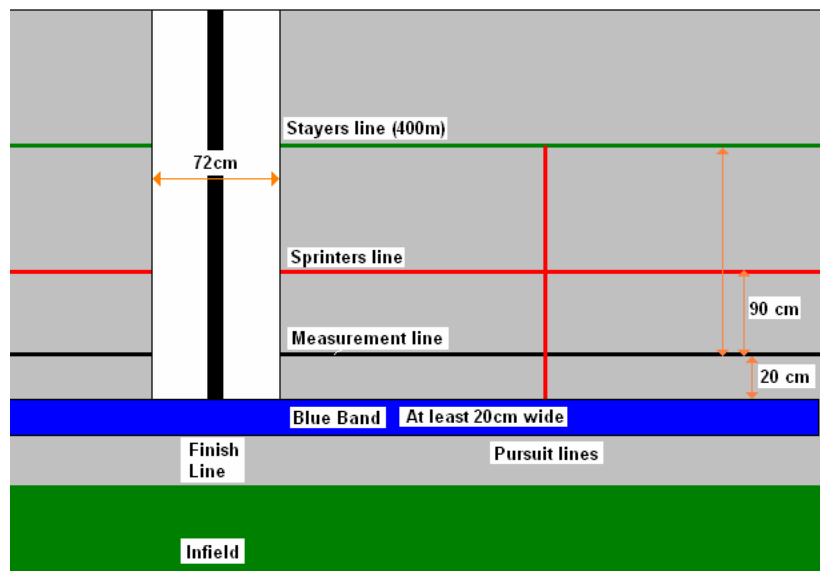 Stayers line (400m)
72cm
Sprinters line
90 cm
Measurement line
20 cm
Blue Band
At least 20cm wide
Finish
Line
Pursuit lines
Infield